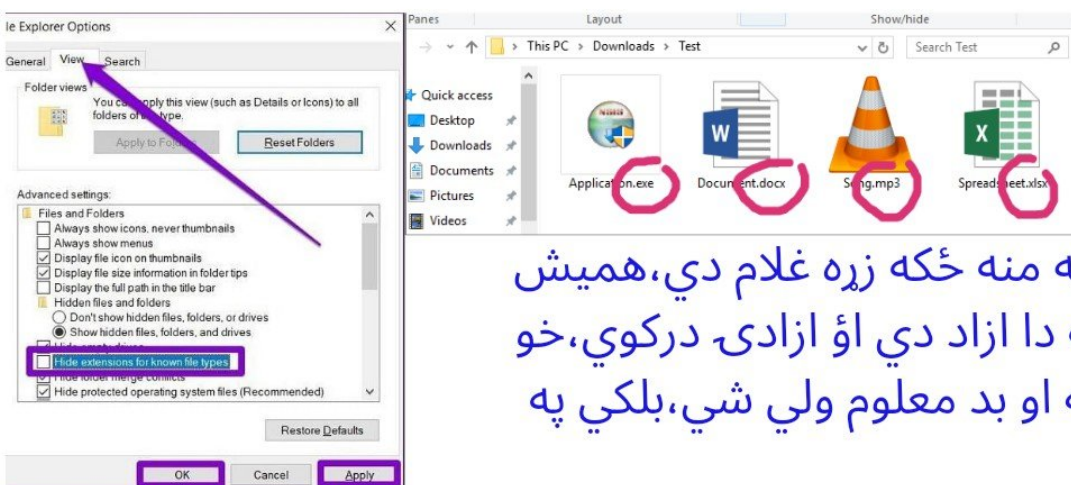 le Explorer Options
General View Search
Folder views
You can apply this view (such as Details or Icons) to all
folders of type.
Apply to Folders Reset Folders
Advanced settings:
Files and Folders
Always show icons, never thumbnails
Always show menus
Display file icon on thumbnails
Display file size information in folder tips
Display the full path in the title bar
Hidden files and folders
Don't show hidden files, folders, or drives
Show hidden files, folders, and drives
Hide empty drives
Hide extensions for known file types
Hide folder merge conflicts
Hide protected operating system files (Recommended)
Restore Defaults
OK Cancel Apply
Panes Layout Show/hide
This PC > Downloads > Test Search Test
Quick access
Desktop
Downloads
Documents
Pictures
Videos
Application.exe Document.docx Song.mp3 Spreadsheet.xlsx
ه منه ځکه زړه غلام دي،همیش
دا ازاد دي اؤ ازادۍ درکوي،خو
او بد معلوم ولي شي،بلکي په